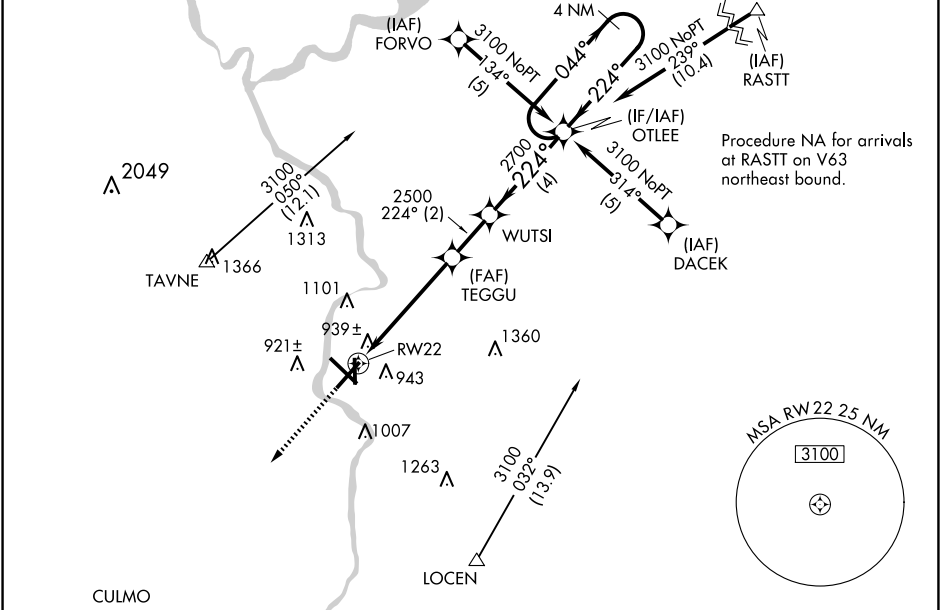 4 NM
(IAF)
FORVO
3100 NoPT
134°
(5)
044°
224°
3100 NoPT
239°
(10.4)
(IAF)
RASTT
(IF/IAF)
OTLEE
Procedure NA for arrivals
at RASTT on V63
northeast bound.
2700
224°
(4)
3100 NoPT
314°
(5)
2049
3100
050°
(12.1)
2500
224° (2)
1313
WUTSI
(IAF)
DACEK
1366
TAVNE
(FAF)
TEGGU
1101
939±
RW22
1360
921±
943
1007
MSA RW22 25 NM
3100
1263
3100
032°
(13.9)
LOCEN
CULMO